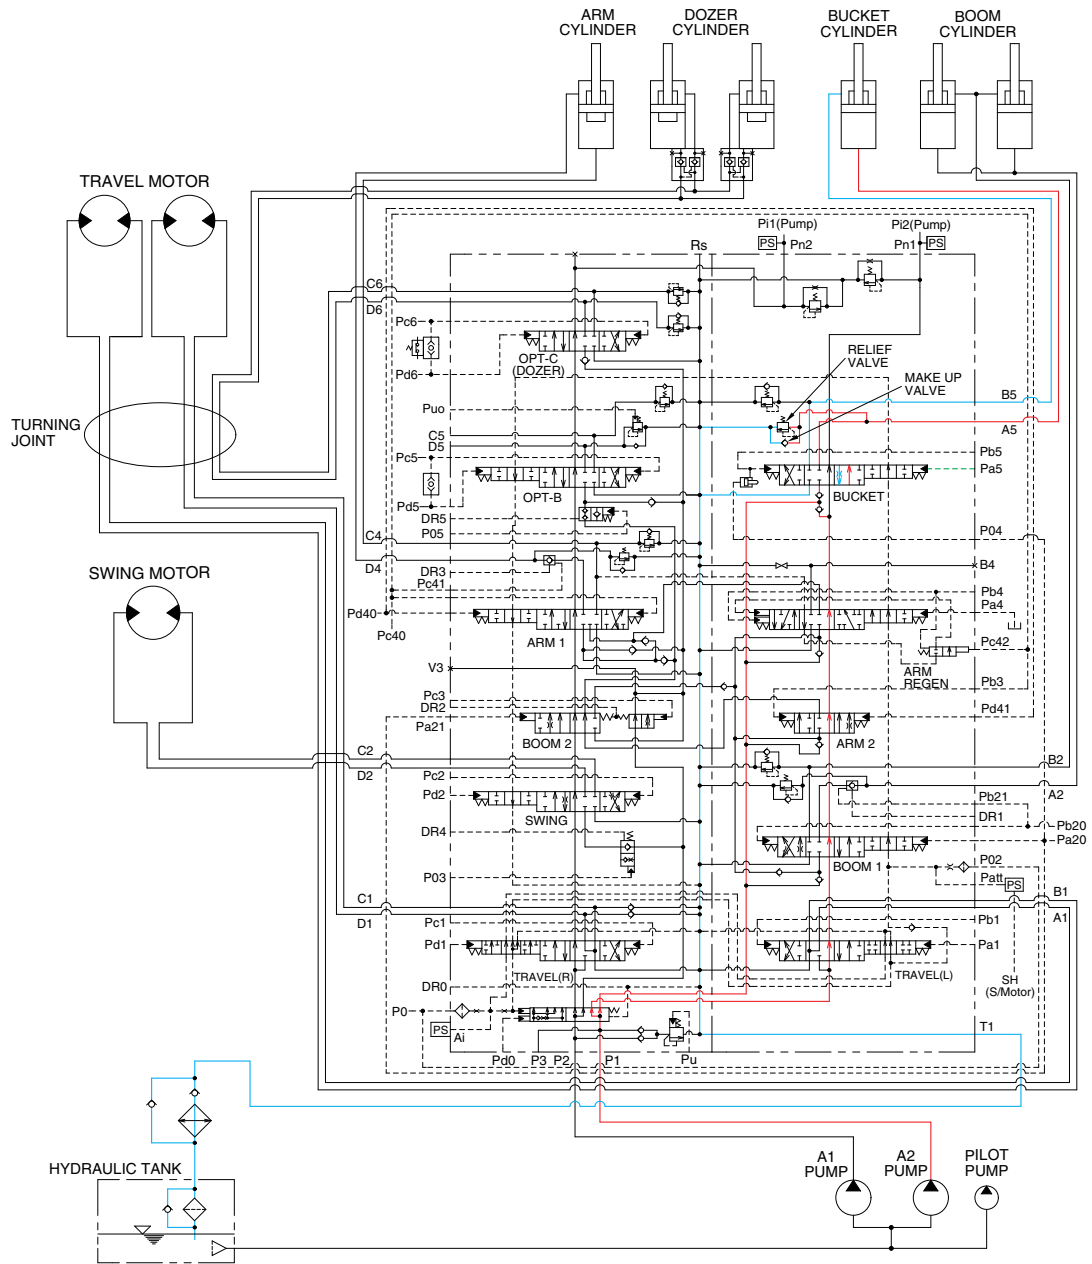 ARM
CYLINDER
DOZER
CYLINDER
BUCKET
CYLINDER
BOOM
CYLINDER
TRAVEL MOTOR
Pi1(Pump)
Pi2(Pump)
PS
Pn2
Pn1
PS
Rs
C6
D6
Pc6
Pd6
OPT-C
(DOZER)
RELIEF
VALVE
MAKE UP
VALVE
B5
A5
TURNING
JOINT
Puo
C5
D5
Pc5
Pd5
OPT-B
BUCKET
Pb5
Pa5
DR5
P05
P04
C4
D4
B4
SWING MOTOR
DR3
Pc41
Pd40
Pc40
ARM 1
Pb4
Pa4
Pc42
ARM
REGEN
V3
Pc3
DR2
Pa21
BOOM 2
Pb3
Pd41
ARM 2
C2
D2
B2
A2
Pc2
Pd2
SWING
Pb21
DR1
Pb20
Pa20
DR4
P03
BOOM 1
P02
Patt
PS
C1
D1
B1
A1
Pc1
Pd1
TRAVEL(R)
Pb1
Pa1
TRAVEL(L)
SH
(S/Motor)
DR0
P0
PS
Ai
Pd0
P3
P2
P1
Pu
T1
HYDRAULIC TANK
A1
PUMP
A2
PUMP
PILOT
PUMP